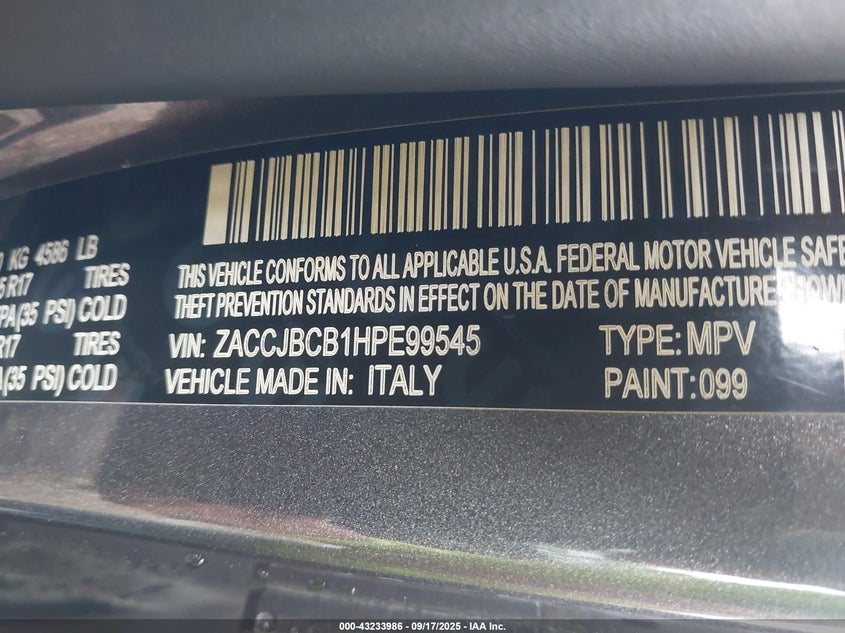 KG 4586 LB
R17 TIRES
(35 PSI) COLD
R17 TIRES
(35 PSI) COLD
THIS VEHICLE CONFORMS TO ALL APPLICABLE U.S.A. FEDERAL MOTOR VEHICLE SAFE
THEFT PREVENTION STANDARDS IN EFFECT ON THE DATE OF MANUFACTURE SHOWN
VIN: ZACCJBCB1HPE99545 TYPE: MPV
VEHICLE MADE IN: ITALY PAINT: 099
000-43233986 - 09/17/2025 - IAA Inc.